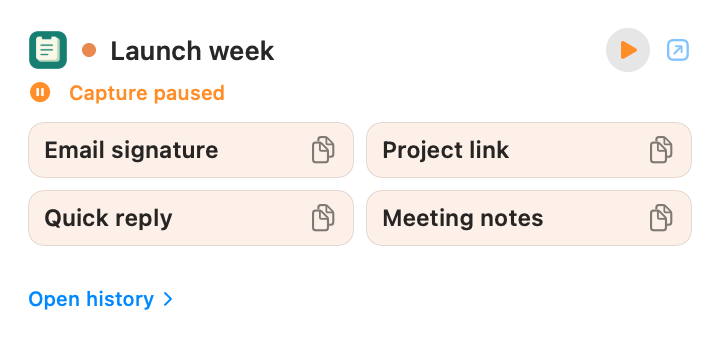 Launch week
Capture paused
Email signature
Project link
Quick reply
Meeting notes
Open history